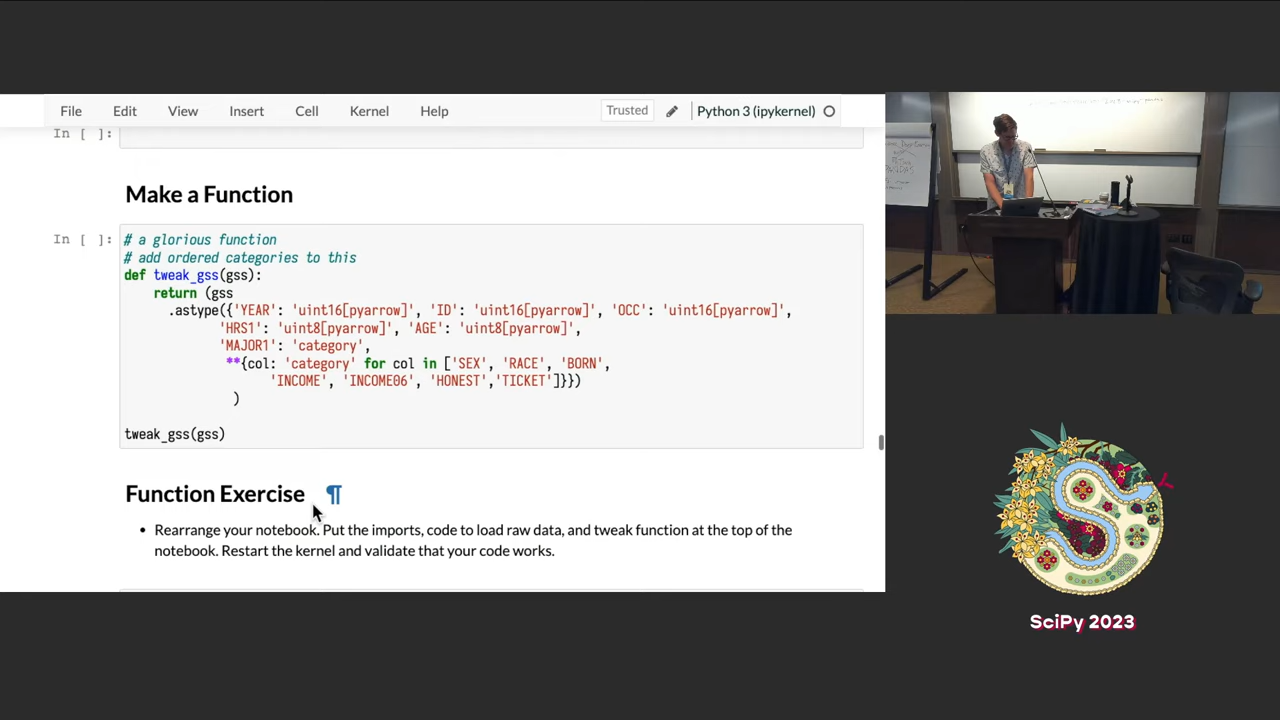 File Edit View Insert Cell Kernel Help Trusted Python 3 (ipykernel)
In [ ]:
Make a Function
In [ ]:
# a glorious function
# add ordered categories to this
def tweak_gss(gss):
    return (gss
      .astype({'YEAR': 'uint16[pyarrow]', 'ID': 'uint16[pyarrow]', 'OCC': 'uint16[pyarrow]',
              'HRS1': 'uint8[pyarrow]', 'AGE': 'uint8[pyarrow]',
              'MAJOR1': 'category',
               **{col: 'category' for col in ['SEX', 'RACE', 'BORN',
                     'INCOME', 'INCOME06', 'HONEST','TICKET']}})
                )
tweak_gss(gss)
Function Exercise ¶
• Rearrange your notebook. Put the imports, code to load raw data, and tweak function at the top of the
notebook. Restart the kernel and validate that your code works.
SciPy 2023